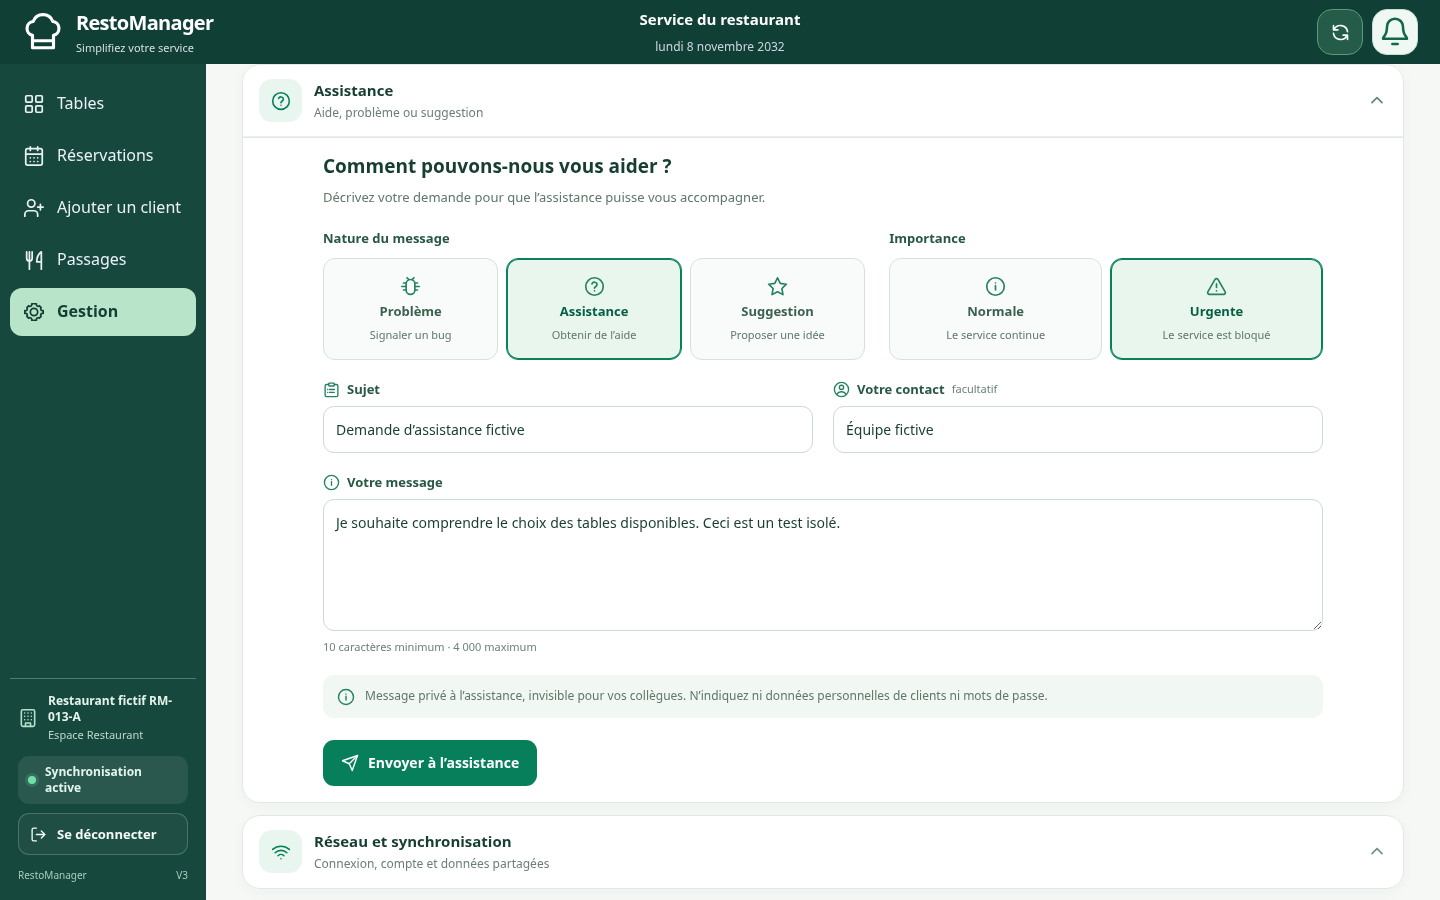 RestoManager
Simplifiez votre service
Service du restaurant
lundi 8 novembre 2032
Tables
Réservations
Ajouter un client
Passages
Gestion
Restaurant fictif RM-
013-A
Espace Restaurant
Synchronisation
active
Se déconnecter
RestoManager V3
Assistance
Aide, problème ou suggestion
Comment pouvons-nous vous aider ?
Décrivez votre demande pour que l’assistance puisse vous accompagner.
Nature du message
Problème
Signaler un bug
Assistance
Obtenir de l’aide
Suggestion
Proposer une idée
Importance
Normale
Le service continue
Urgente
Le service est bloqué
Sujet
Demande d’assistance fictive
Votre contact facultatif
Équipe fictive
Votre message
Je souhaite comprendre le choix des tables disponibles. Ceci est un test isolé.
10 caractères minimum · 4 000 maximum
Message privé à l’assistance, invisible pour vos collègues. N’indiquez ni données personnelles de clients ni mots de passe.
Envoyer à l’assistance
Réseau et synchronisation
Connexion, compte et données partagées